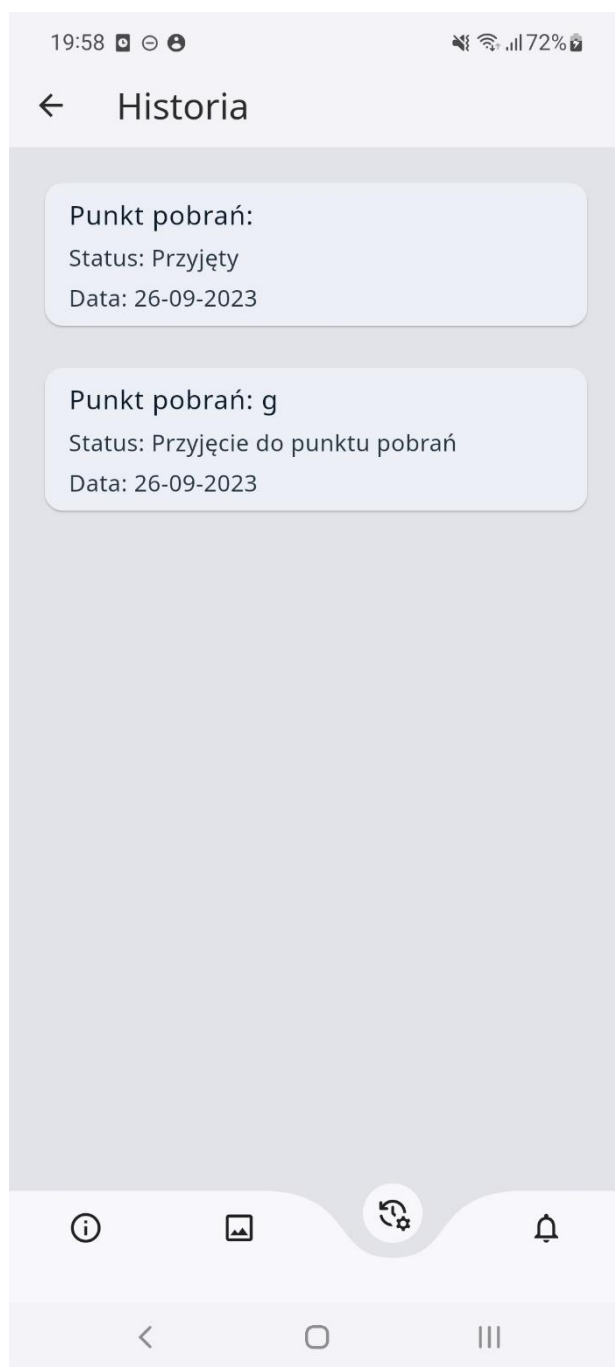 19:58
72%
Historia
Punkt pobrań:
Status: Przyjęty
Data: 26-09-2023
Punkt pobrań: g
Status: Przyjęcie do punktu pobrań
Data: 26-09-2023